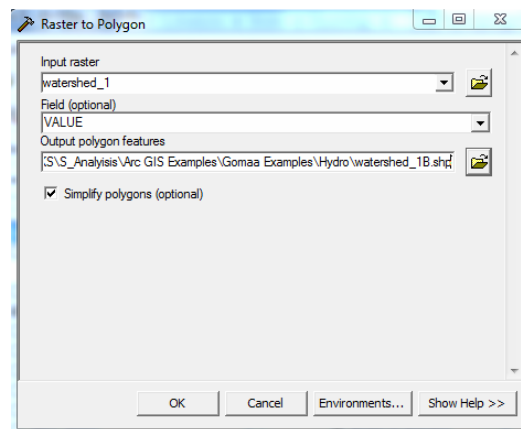 Raster to Polygon
Input raster
watershed_1
Field (optional)
VALUE
Output polygon features
:S\S_Analyisis\Arc GIS Examples\Gomaa Examples\Hydro\watershed_1B.shp
Simplify polygons (optional)
OK Cancel Environments... Show Help >>